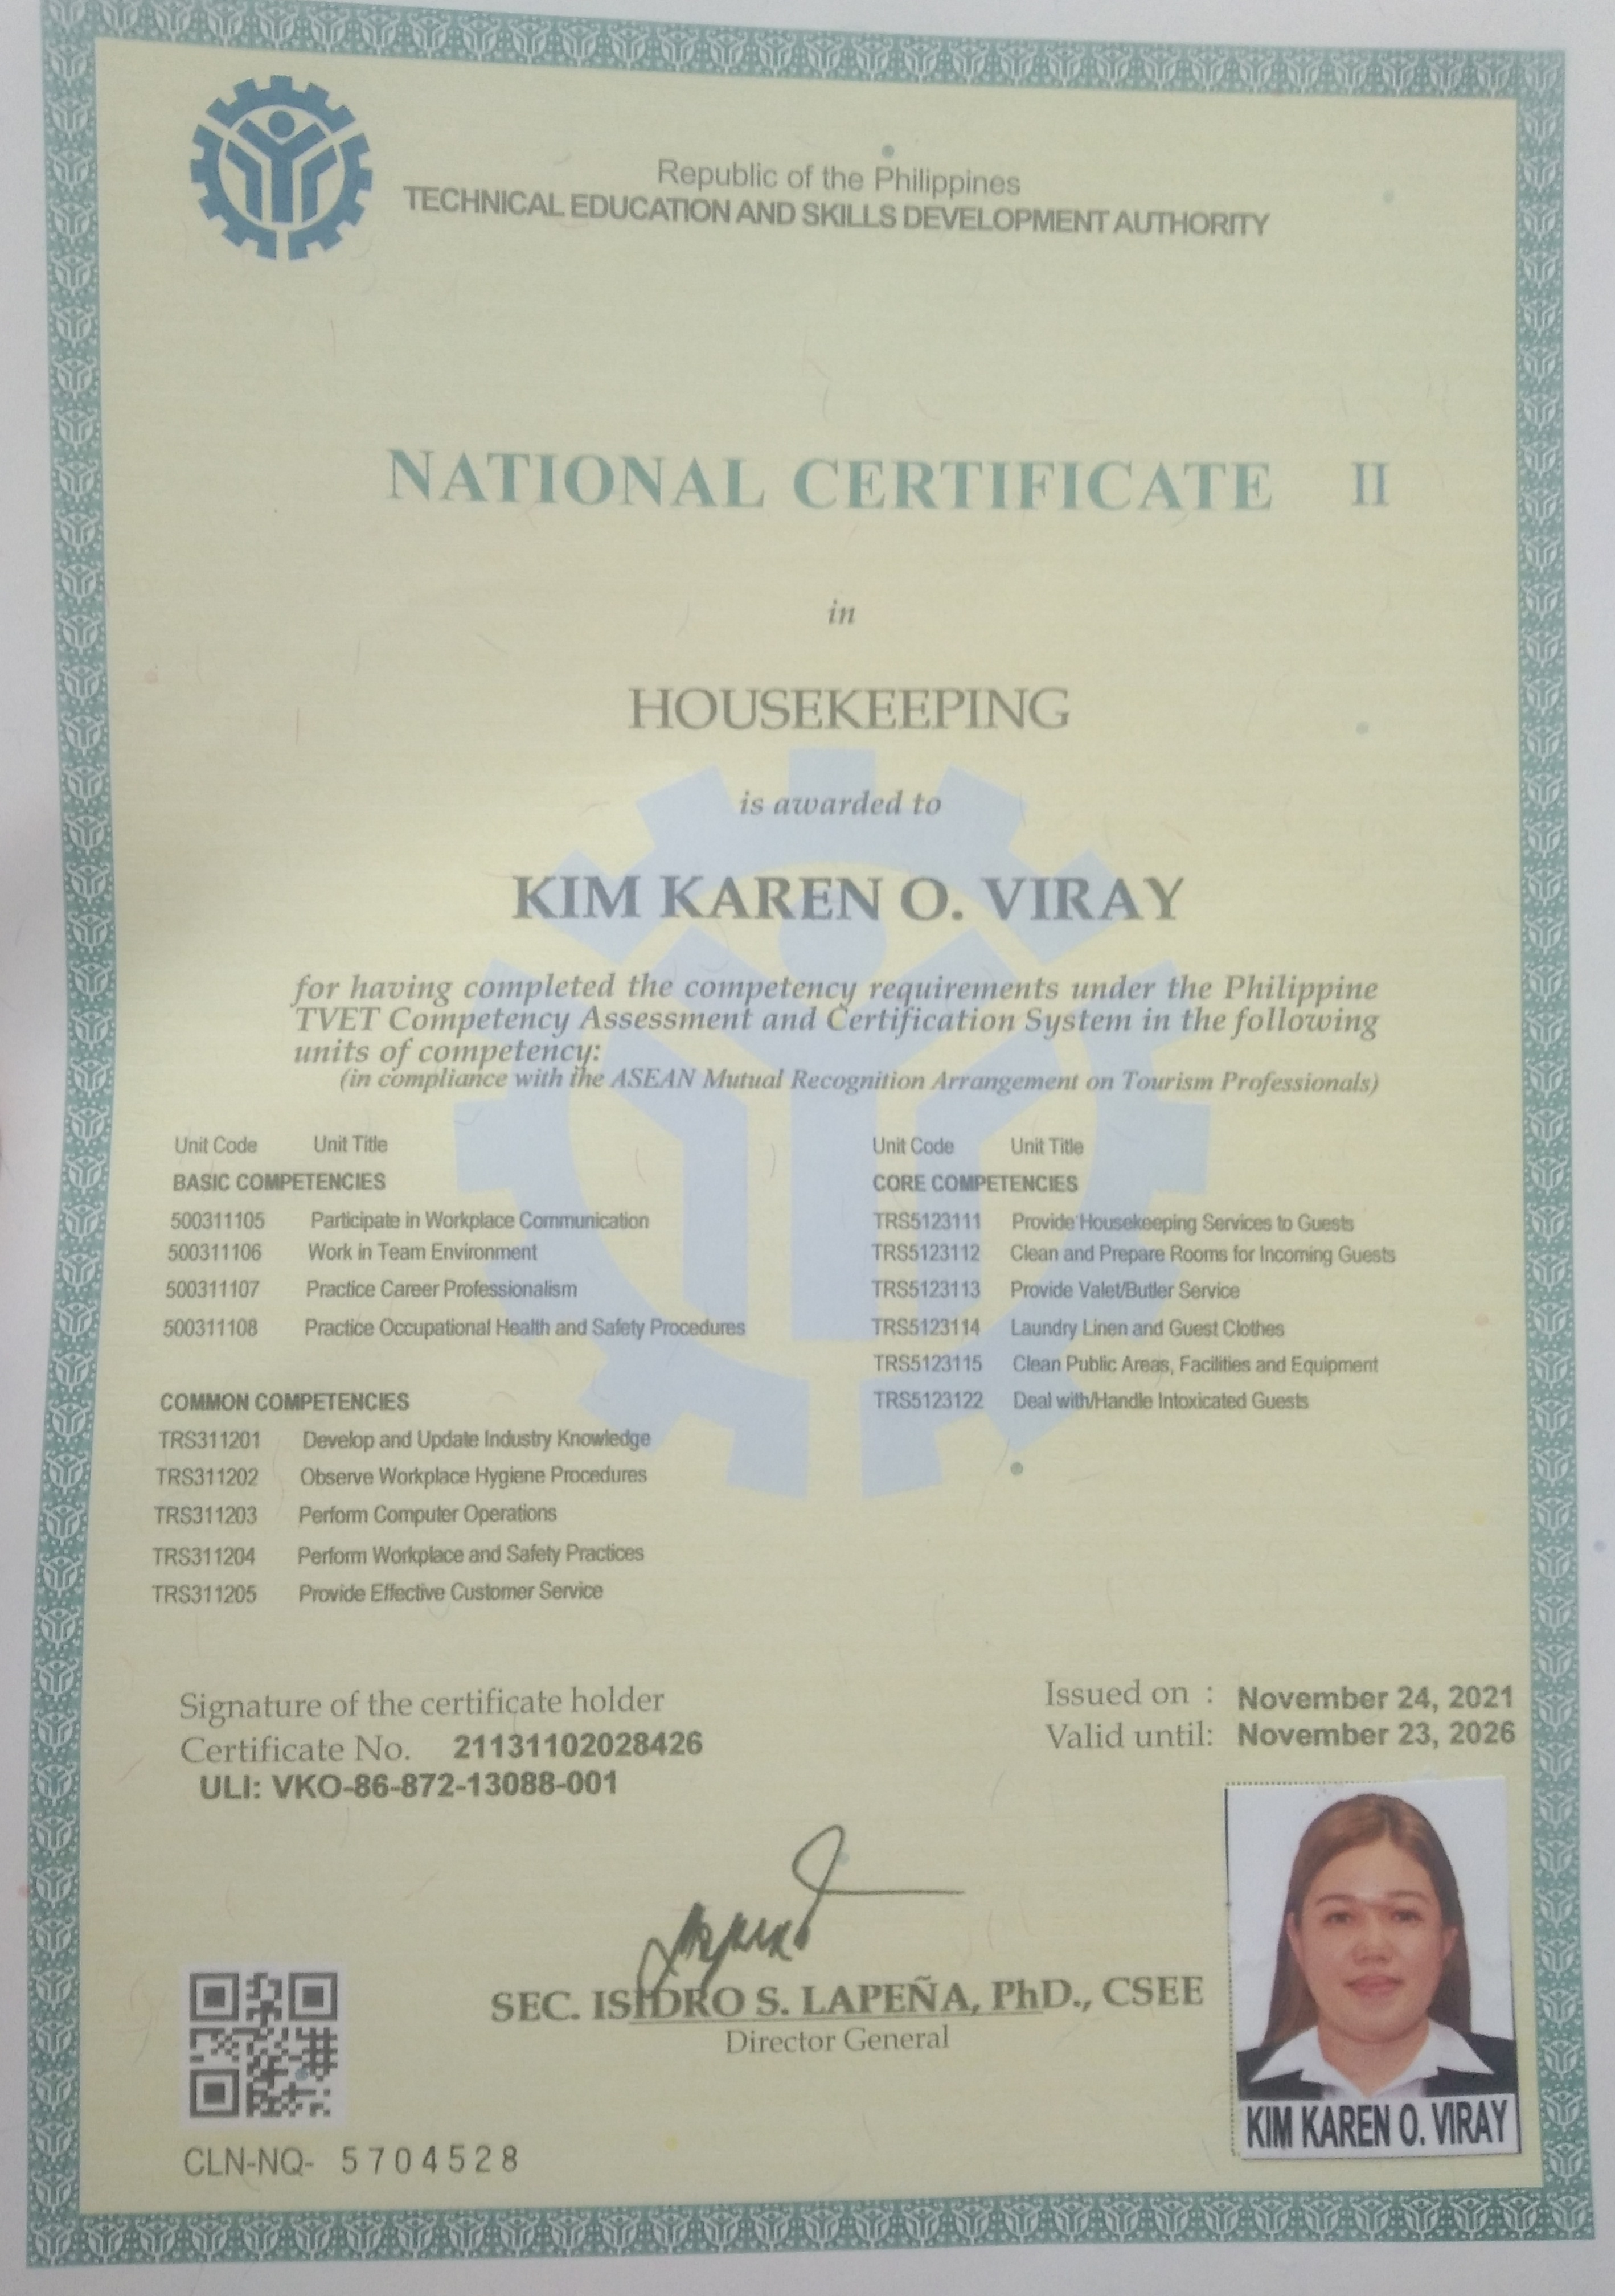 Republic of the Philippines
TECHNICAL EDUCATION AND SKILLS DEVELOPMENT AUTHORITY
NATIONAL CERTIFICATE II
in
HOUSEKEEPING
is awarded to
KIM KAREN O. VIRAY
for having completed the competency requirements under the Philippine
TVET Competency Assessment and Certification System in the following
units of competency:
(in compliance with the ASEAN Mutual Recognition Arrangement on Tourism Professionals)
Unit Code Unit Title
BASIC COMPETENCIES
500311105 Participate in Workplace Communication
500311106 Work in Team Environment
500311107 Practice Career Professionalism
500311108 Practice Occupational Health and Safety Procedures
COMMON COMPETENCIES
TRS311201 Develop and Update Industry Knowledge
TRS311202 Observe Workplace Hygiene Procedures
TRS311203 Perform Computer Operations
TRS311204 Perform Workplace and Safety Practices
TRS311205 Provide Effective Customer Service
Unit Code Unit Title
CORE COMPETENCIES
TRS5123111 Provide Housekeeping Services to Guests
TRS5123112 Clean and Prepare Rooms for Incoming Guests
TRS5123113 Provide Valet/Butler Service
TRS5123114 Laundry Linen and Guest Clothes
TRS5123115 Clean Public Areas, Facilities and Equipment
TRS5123122 Deal with/Handle Intoxicated Guests
Signature of the certificate holder
Certificate No. 21131102028426
ULI: VKO-86-872-13088-001
Issued on : November 24, 2021
Valid until: November 23, 2026
SEC. ISIDRO S. LAPEÑA, PhD., CSEE
Director General
KIM KAREN O. VIRAY
CLN-NQ- 5704528